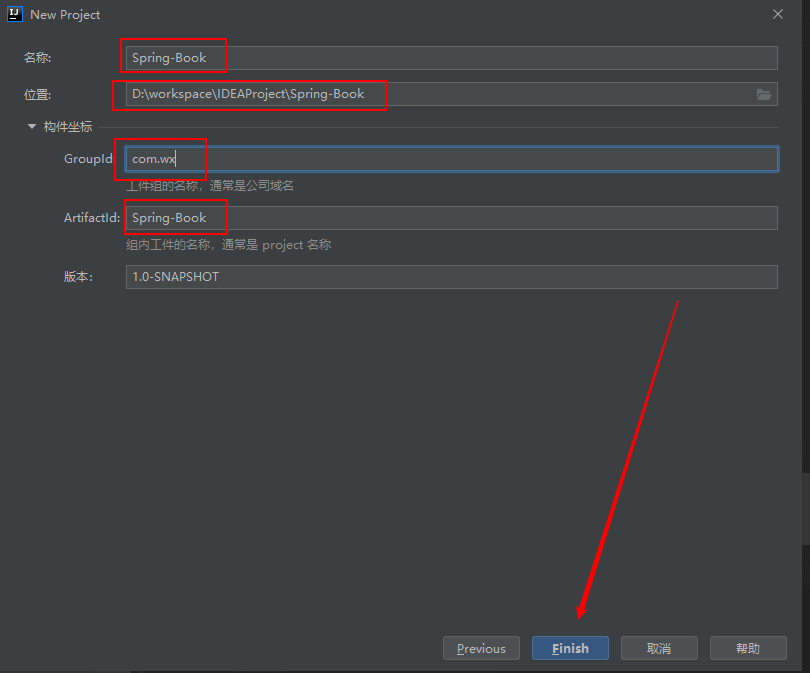 New Project
名称: Spring-Book
位置: D:\workspace\IDEAProject\Spring-Book
构件坐标
GroupId: com.wx
工件组的名称，通常是公司域名
ArtifactId: Spring-Book
组内工件的名称，通常是 project 名称
版本: 1.0-SNAPSHOT
Previous Finish 取消 帮助